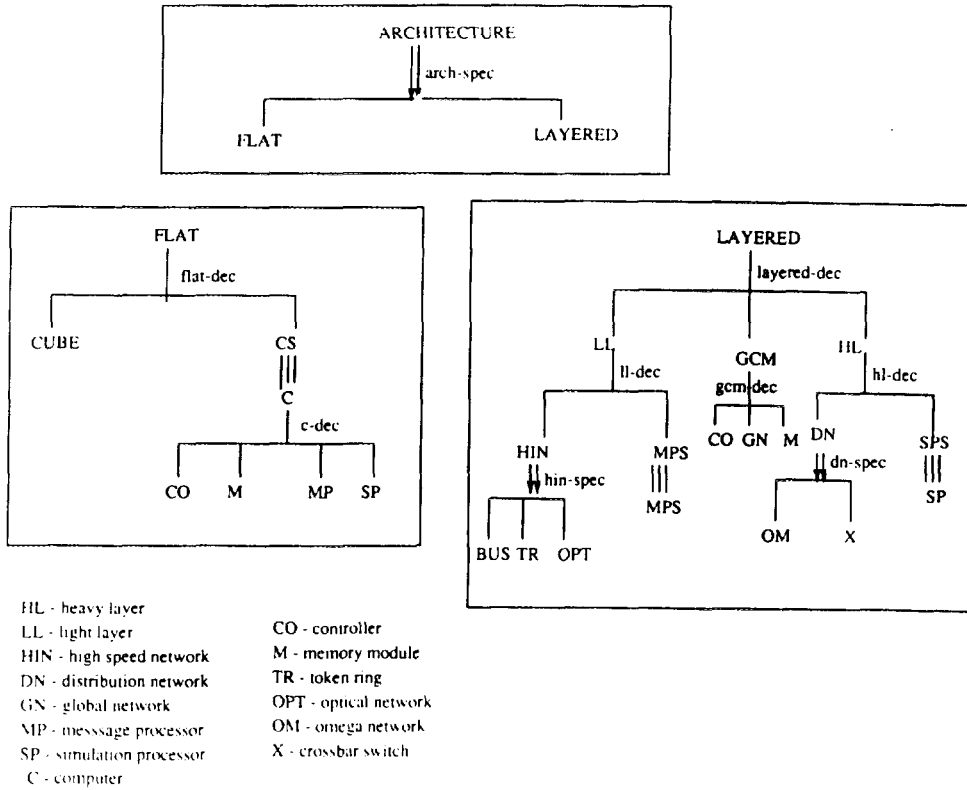 ARCHITECTURE
arch-spec
FLAT
LAYERED
FLAT
flat-dec
CUBE
CS
C
c-dec
CO M MP SP
LAYERED
layered-dec
LL
GCM
HL
ll-dec
gcm-dec
hl-dec
HIN
MPS
CO GN M
DN
SPS
hin-spec
dn-spec
MPS
SP
BUS TR OPT
OM X
HL - heavy layer
LL - light layer
HIN - high speed network
DN - distribution network
GN - global network
MP - messsage processor
SP - simulation processor
C - computer
CO - controller
M - memory module
TR - token ring
OPT - optical network
OM - omega network
X - crossbar switch